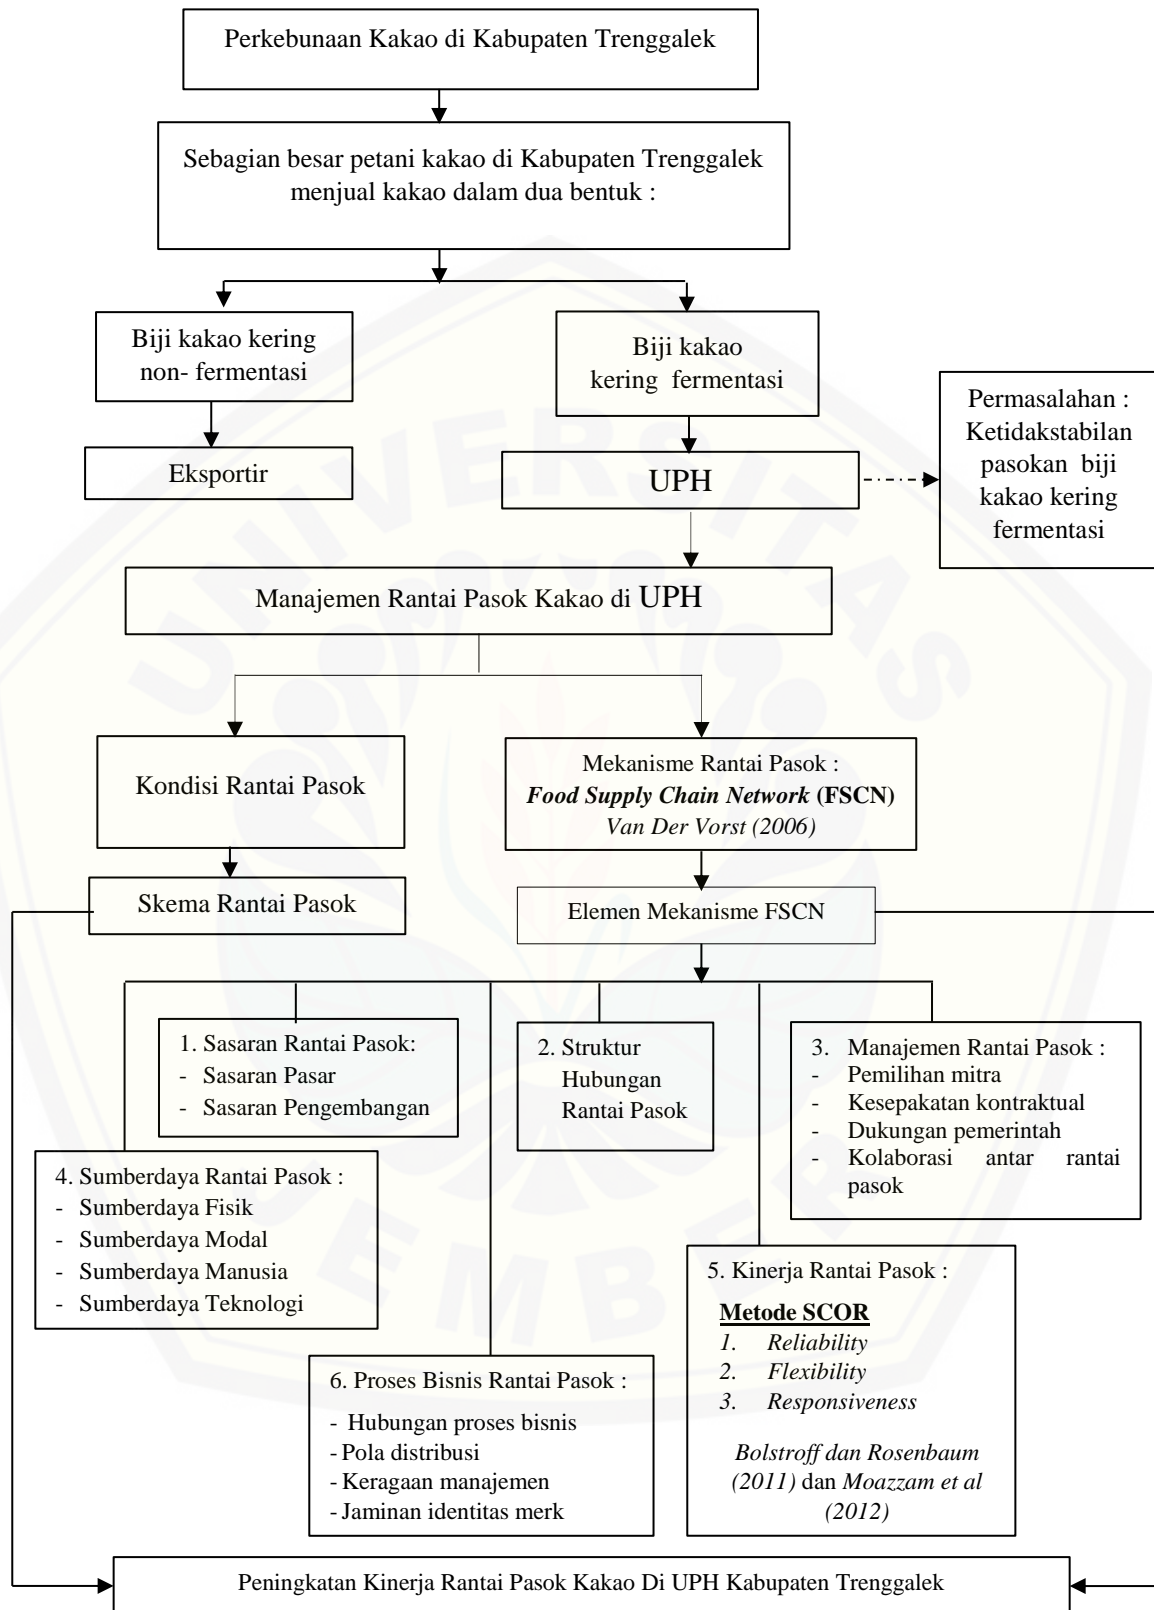 Perkebunaan Kakao di Kabupaten Trenggalek
Sebagian besar petani kakao di Kabupaten Trenggalek
menjual kakao dalam dua bentuk :
Biji kakao kering
non- fermentasi
Biji kakao
kering fermentasi
Permasalahan :
Ketidakstabilan
pasokan biji
kakao kering
fermentasi
Eksportir
UPH
Manajemen Rantai Pasok Kakao di UPH
Kondisi Rantai Pasok
Mekanisme Rantai Pasok :
Food Supply Chain Network (FSCN)
Van Der Vorst (2006)
Skema Rantai Pasok
Elemen Mekanisme FSCN
1. Sasaran Rantai Pasok:
- Sasaran Pasar
- Sasaran Pengembangan
2. Struktur
Hubungan
Rantai Pasok
3. Manajemen Rantai Pasok :
- Pemilihan mitra
- Kesepakatan kontraktual
- Dukungan pemerintah
- Kolaborasi antar rantai
pasok
4. Sumberdaya Rantai Pasok :
- Sumberdaya Fisik
- Sumberdaya Modal
- Sumberdaya Manusia
- Sumberdaya Teknologi
5. Kinerja Rantai Pasok :
Metode SCOR
1. Reliability
2. Flexibility
3. Responsiveness
Bolstroff dan Rosenbaum
(2011) dan Moazzam et al
(2012)
6. Proses Bisnis Rantai Pasok :
- Hubungan proses bisnis
- Pola distribusi
- Keragaan manajemen
- Jaminan identitas merk
Peningkatan Kinerja Rantai Pasok Kakao Di UPH Kabupaten Trenggalek
UNIVERSITAS
JEMBER